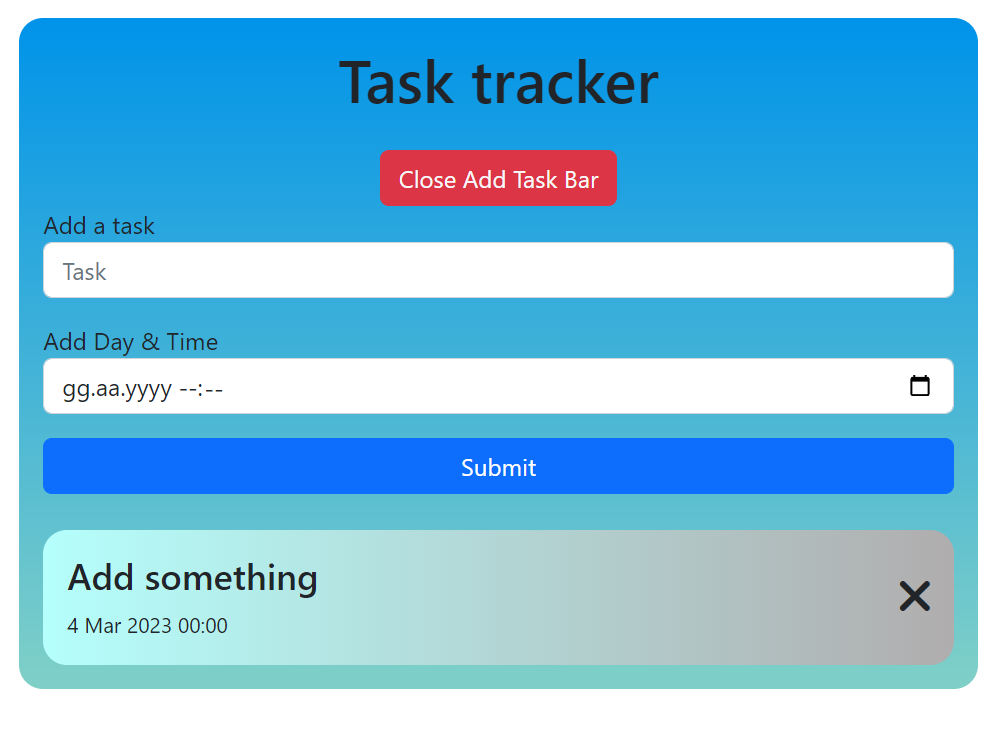 Task tracker
Close Add Task Bar
Add a task
Task
Add Day & Time
gg.aa.yyyy --:--
Submit
Add something
4 Mar 2023 00:00